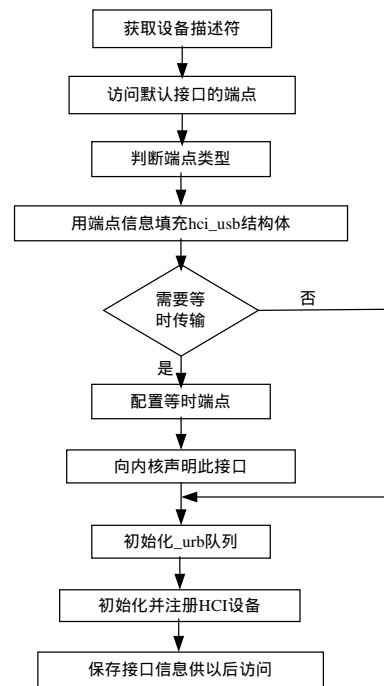 获取设备描述符
访问默认接口的端点
判断端点类型
用端点信息填充hci_usb结构体
需要等
时传输
否
是
配置等时端点
向内核声明此接口
初始化_urb队列
初始化并注册HCI设备
保存接口信息供以后访问